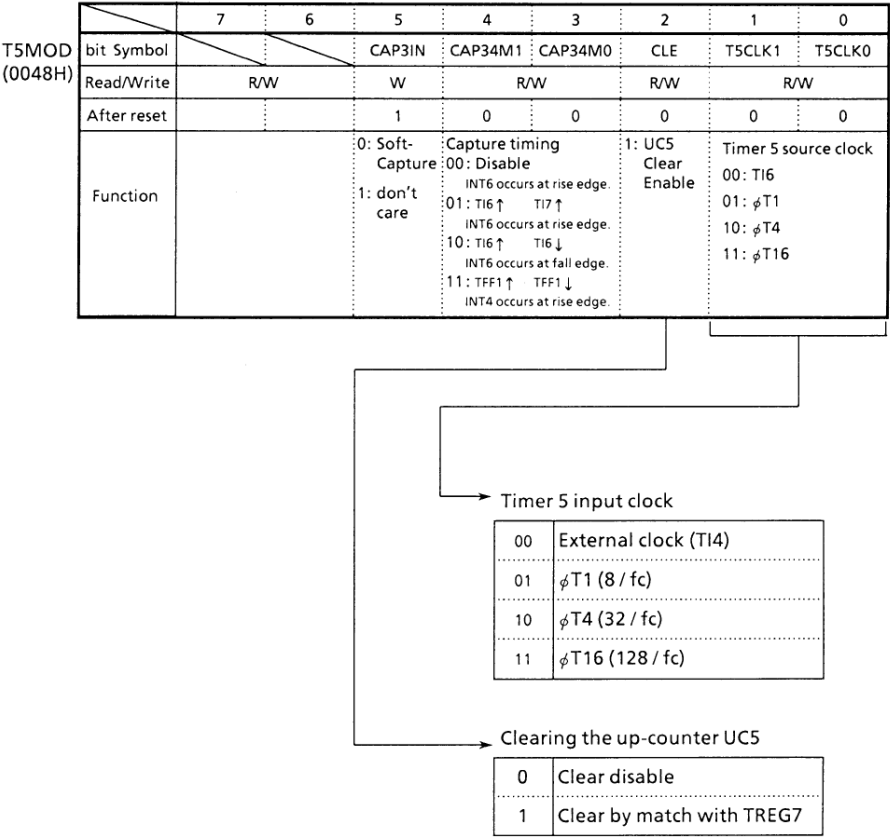 7 6 5 4 3 2 1 0
T5MOD (0048H)
bit Symbol CAP3IN CAP34M1 CAP34M0 CLE T5CLK1 T5CLK0
Read/Write R/W W R/W R/W R/W
After reset 1 0 0 0 0 0
Function
0: Soft-
Capture
1: don't
care
Capture timing
00: Disable
INT6 occurs at rise edge.
01: TI6↑ TI7↑
INT6 occurs at rise edge.
10: TI6↑ TI6↓
INT6 occurs at fall edge.
11: TFF1↑ TFF1↓
INT4 occurs at rise edge.
1: UC5
Clear
Enable
Timer 5 source clock
00: TI6
01: ϕT1
10: ϕT4
11: ϕT16
Timer 5 input clock
00 External clock (TI4)
01 ϕT1 (8 / fc)
10 ϕT4 (32 / fc)
11 ϕT16 (128 / fc)
Clearing the up-counter UC5
0 Clear disable
1 Clear by match with TREG7